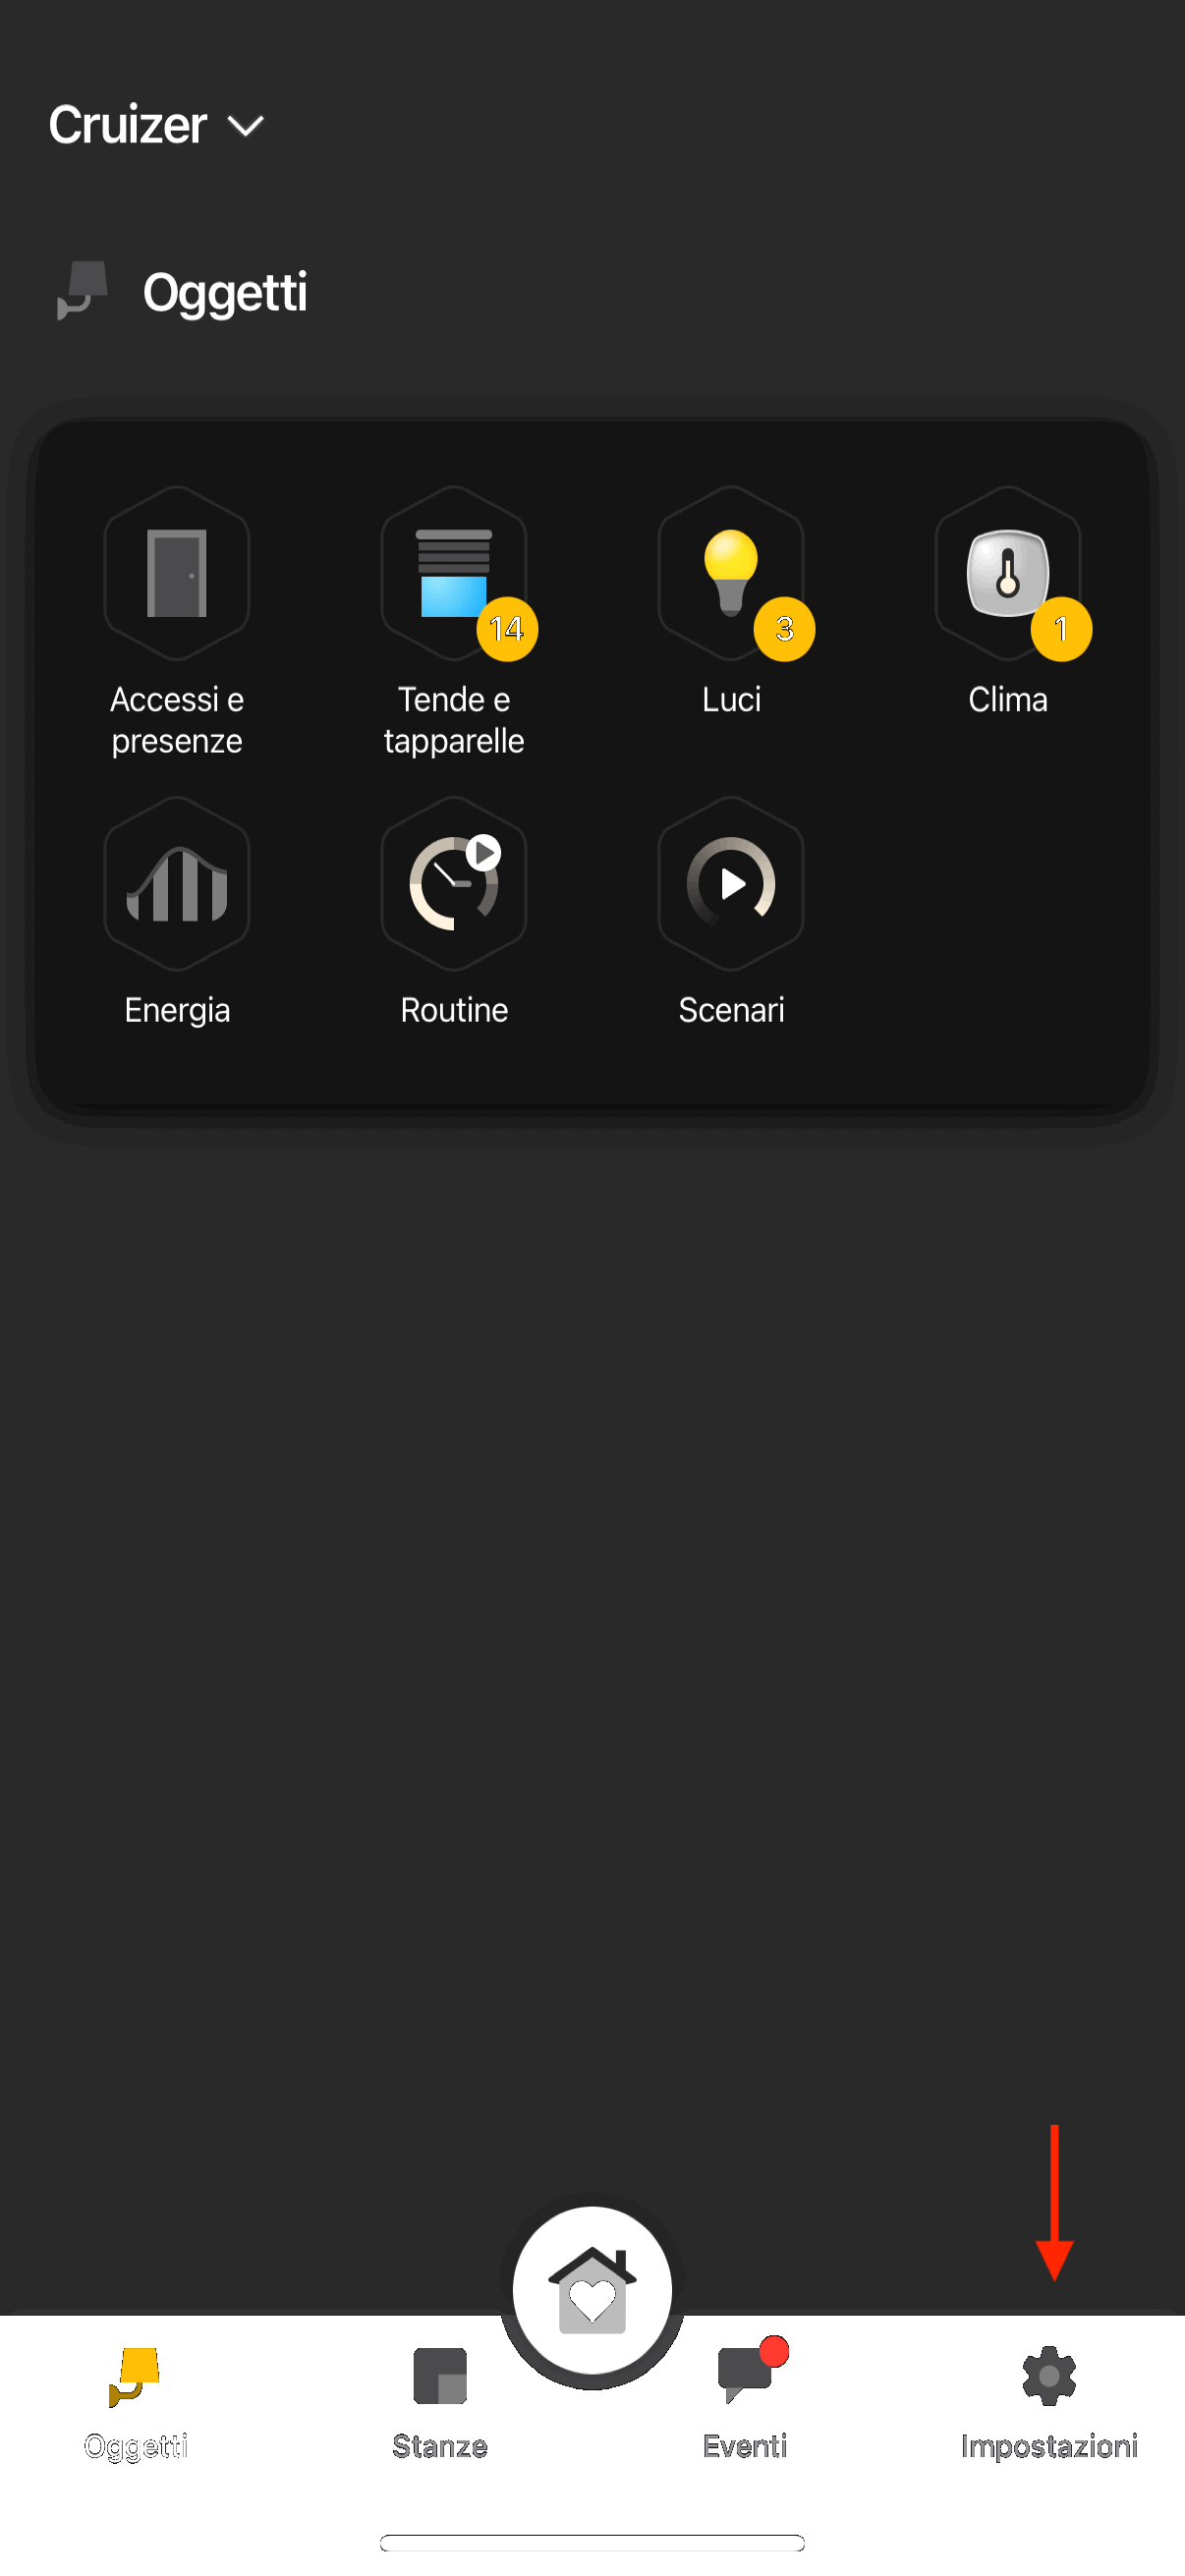 Cruizer
Oggetti
14
3
1
Accessi e
presenze
Tende e
tapparelle
Luci
Clima
Energia
Routine
Scenari
Oggetti
Stanze
Eventi
Impostazioni